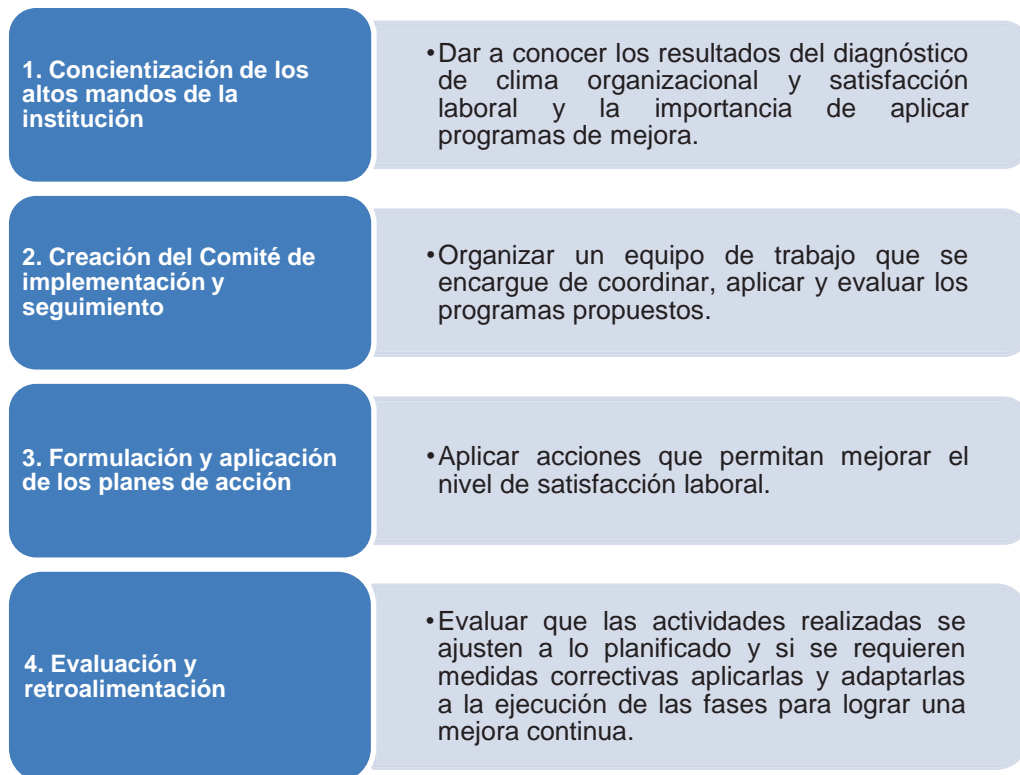 1. Concientización de los
altos mandos de la
institución
•Dar a conocer los resultados del diagnóstico
de clima organizacional y satisfacción
laboral y la importancia de aplicar
programas de mejora.
2. Creación del Comité de
implementación y
seguimiento
•Organizar un equipo de trabajo que se
encargue de coordinar, aplicar y evaluar los
programas propuestos.
3. Formulación y aplicación
de los planes de acción
•Aplicar acciones que permitan mejorar el
nivel de satisfacción laboral.
4. Evaluación y
retroalimentación
•Evaluar que las actividades realizadas se
ajusten a lo planificado y si se requieren
medidas correctivas aplicarlas y adaptarlas
a la ejecución de las fases para lograr una
mejora continua.